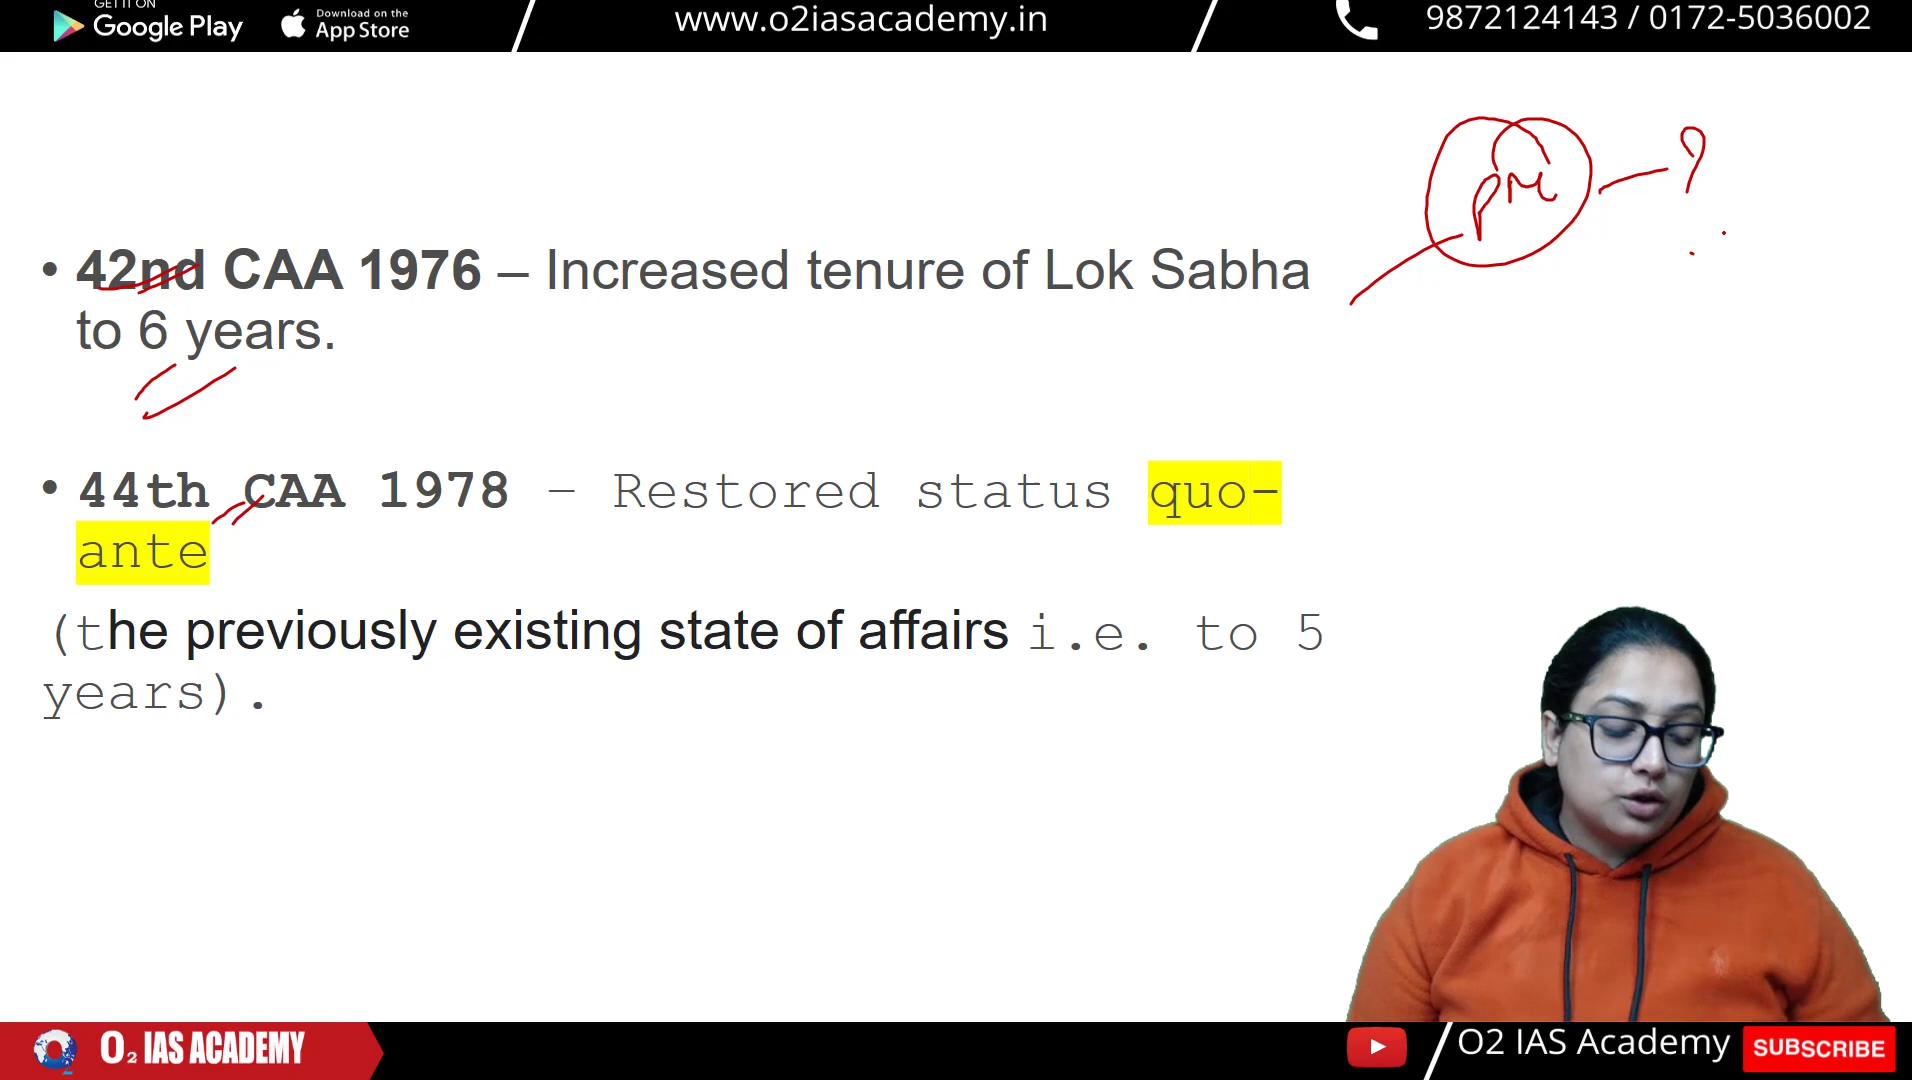 GET IT ON
Google Play
Download on the
App Store
www.o2iasacademy.in
9872124143 / 0172-5036002
PM
?
• 42nd CAA 1976 – Increased tenure of Lok Sabha
to 6 years.
• 44th CAA 1978 – Restored status quo-
ante
(the previously existing state of affairs i.e. to 5
years).
O2 IAS ACADEMY
O2 IAS Academy
SUBSCRIBE